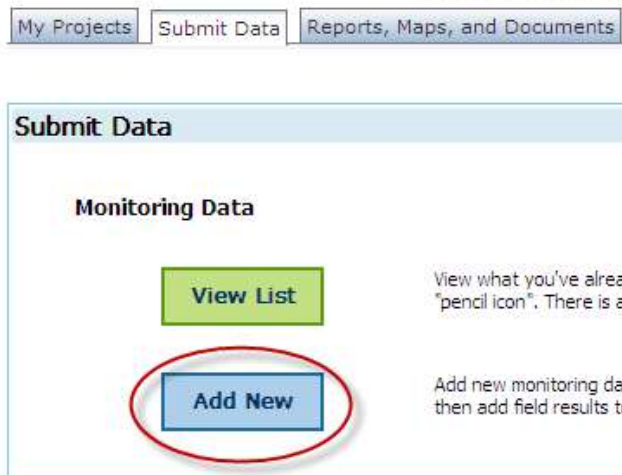 My Projects Submit Data Reports, Maps, and Documents
Submit Data
Monitoring Data
View List
View what you've alrea
"pencil icon". There is a
Add New
Add new monitoring da
then add field results t